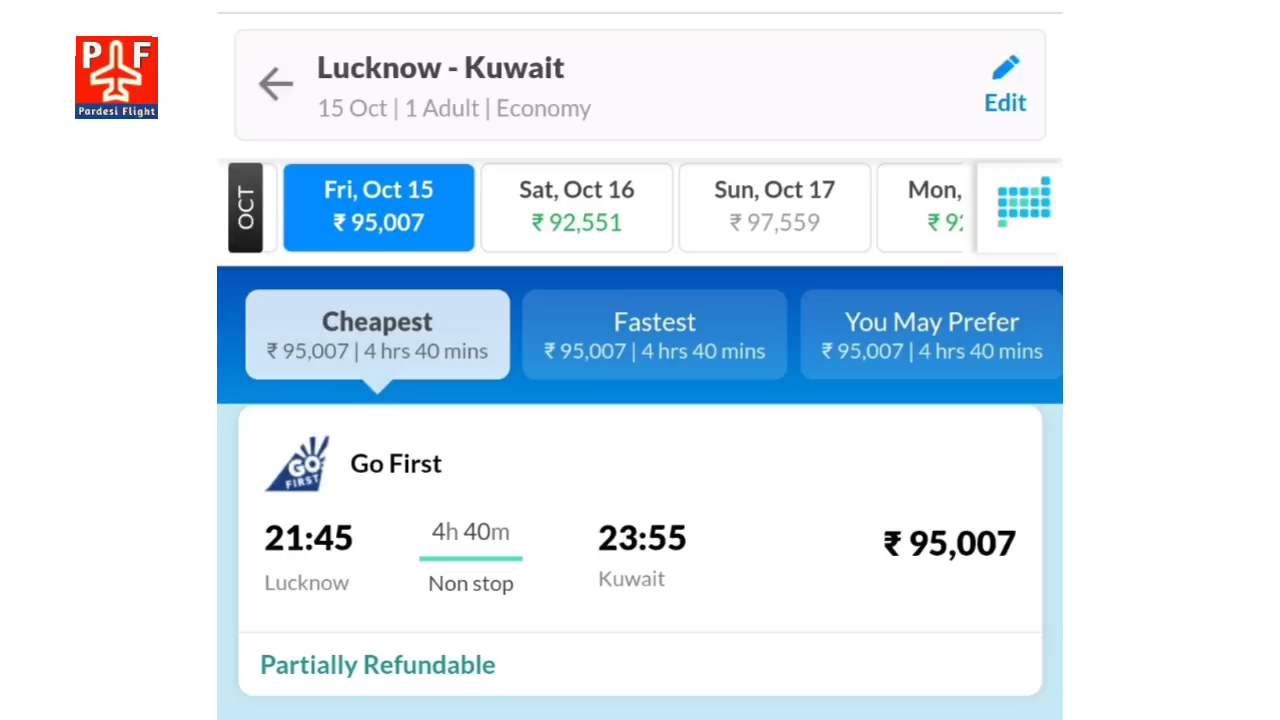 P F
Pardesi Flight
Lucknow - Kuwait
15 Oct | 1 Adult | Economy
Edit
OCT
Fri, Oct 15
₹ 95,007
Sat, Oct 16
₹ 92,551
Sun, Oct 17
₹ 97,559
Mon,
Cheapest
₹ 95,007 | 4 hrs 40 mins
Fastest
₹ 95,007 | 4 hrs 40 mins
You May Prefer
₹ 95,007 | 4 hrs 40 mins
GO FIRST
Go First
21:45
4h 40m
23:55
₹ 95,007
Lucknow
Non stop
Kuwait
Partially Refundable